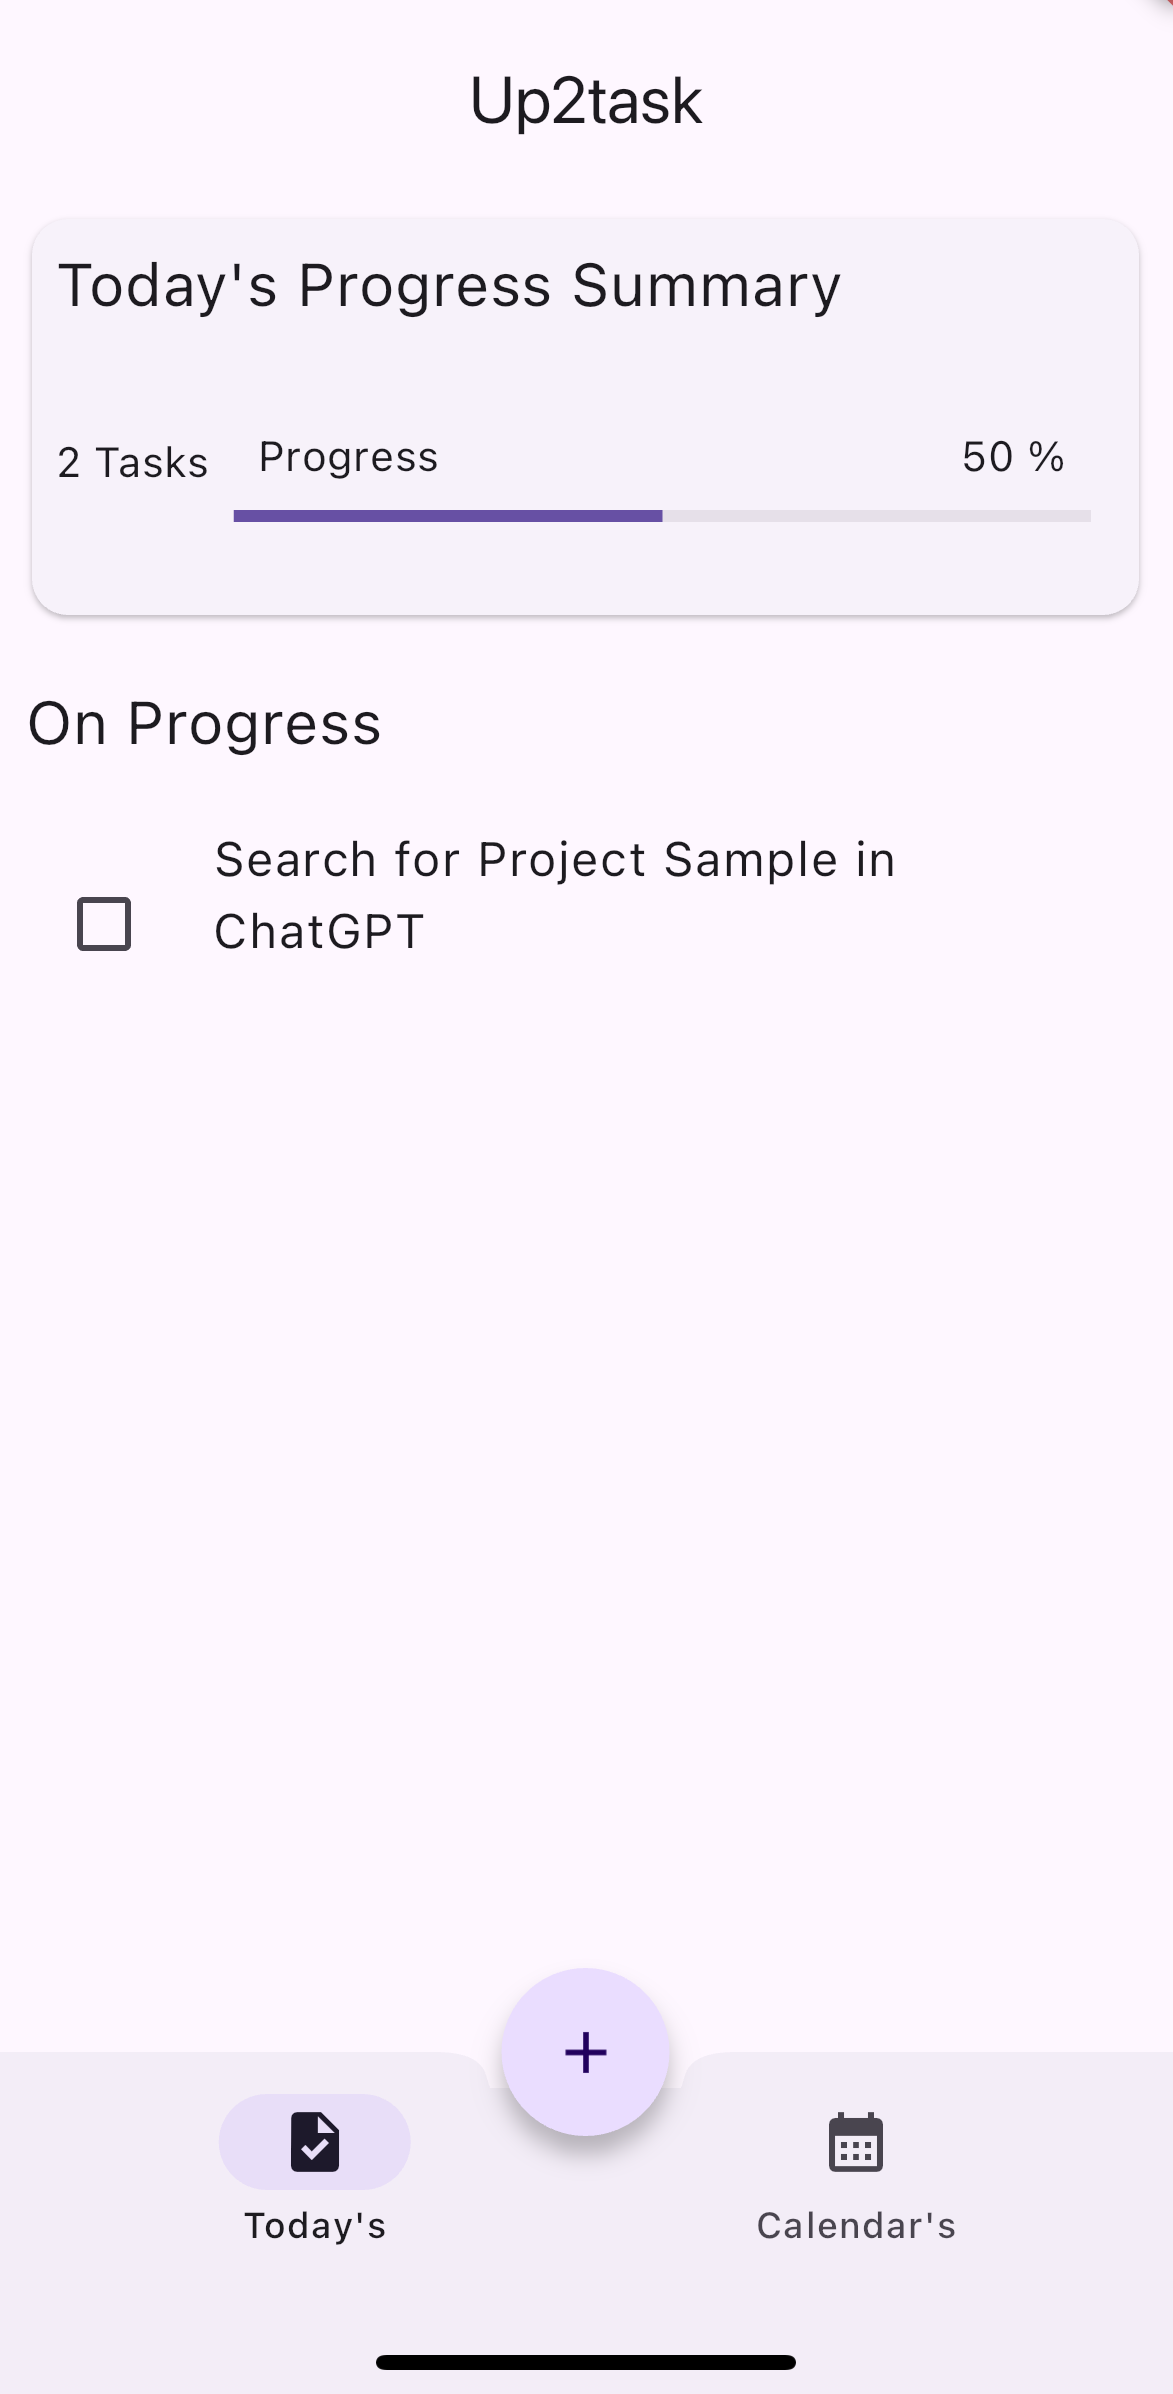 Up2task
Today's Progress Summary
2 Tasks
Progress
50 %
On Progress
Search for Project Sample in
ChatGPT
Today's
Calendar's